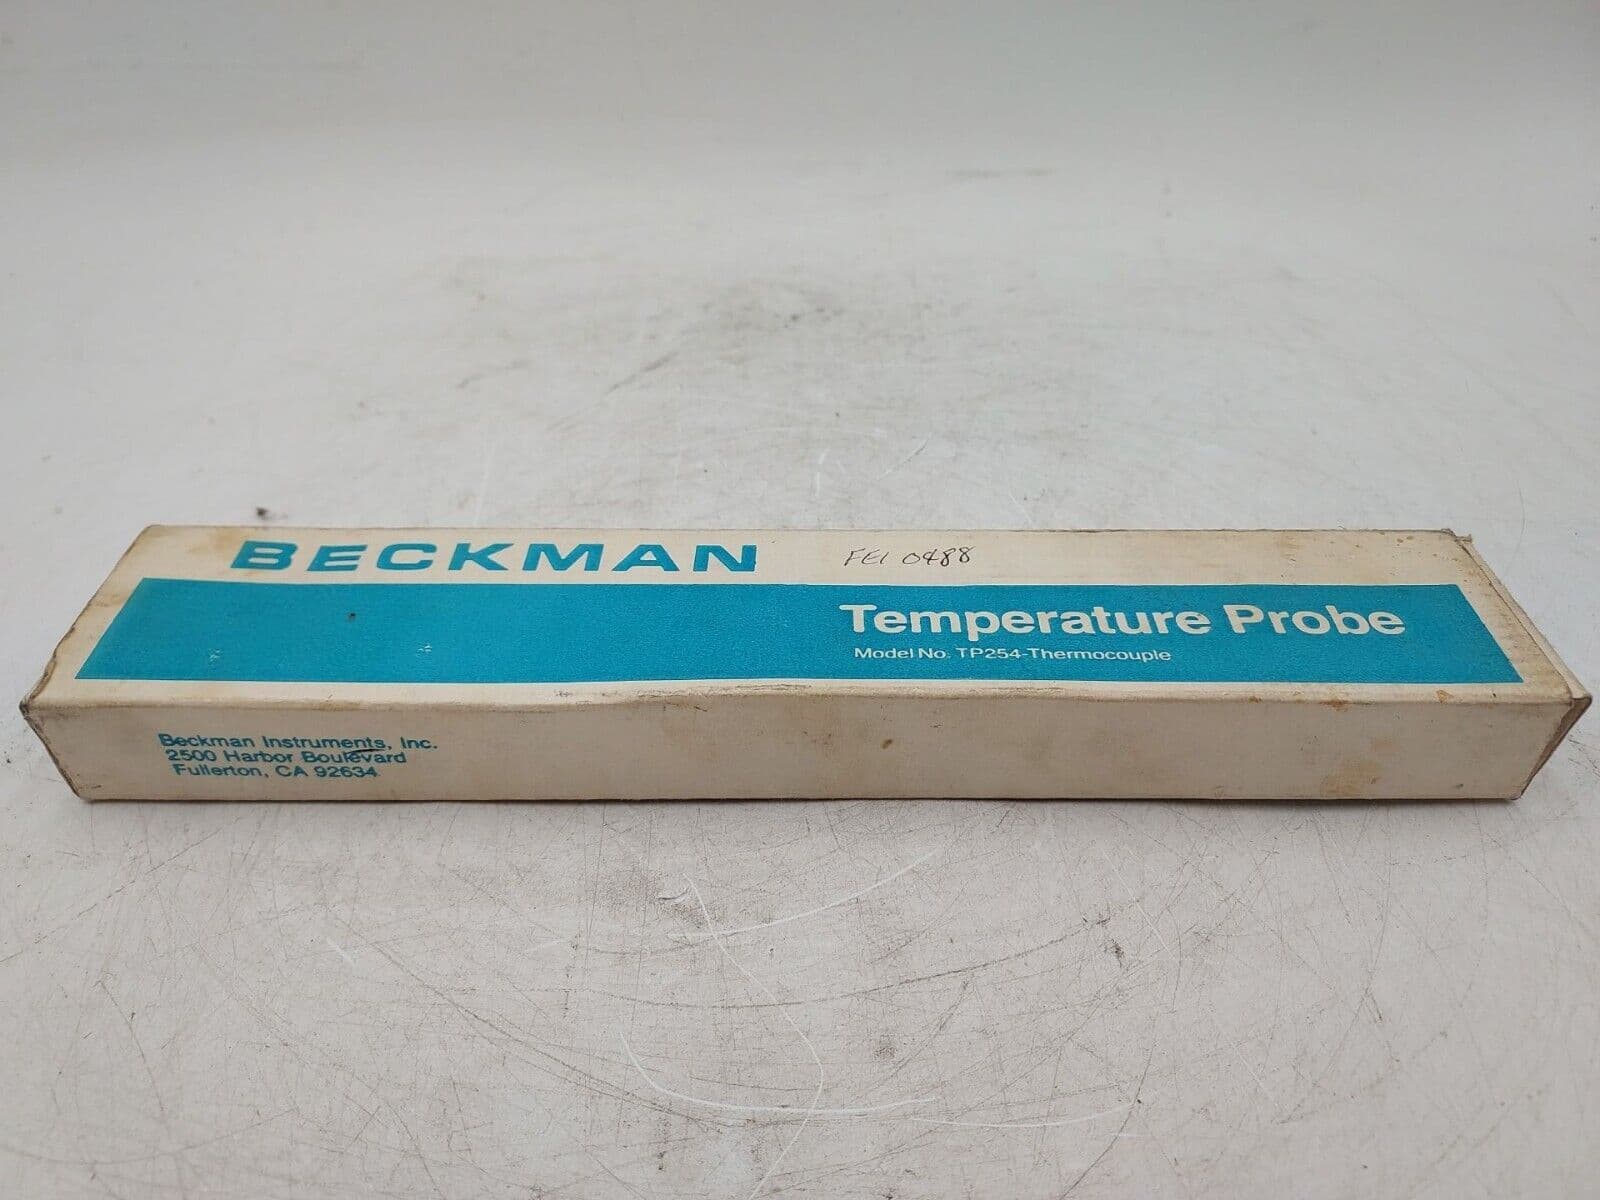 BECKMAN
FEI 0488
Temperature Probe
Model No. TP254-Thermocouple
Beckman Instruments, Inc.
2500 Harbor Boulevard
Fullerton, CA 92634